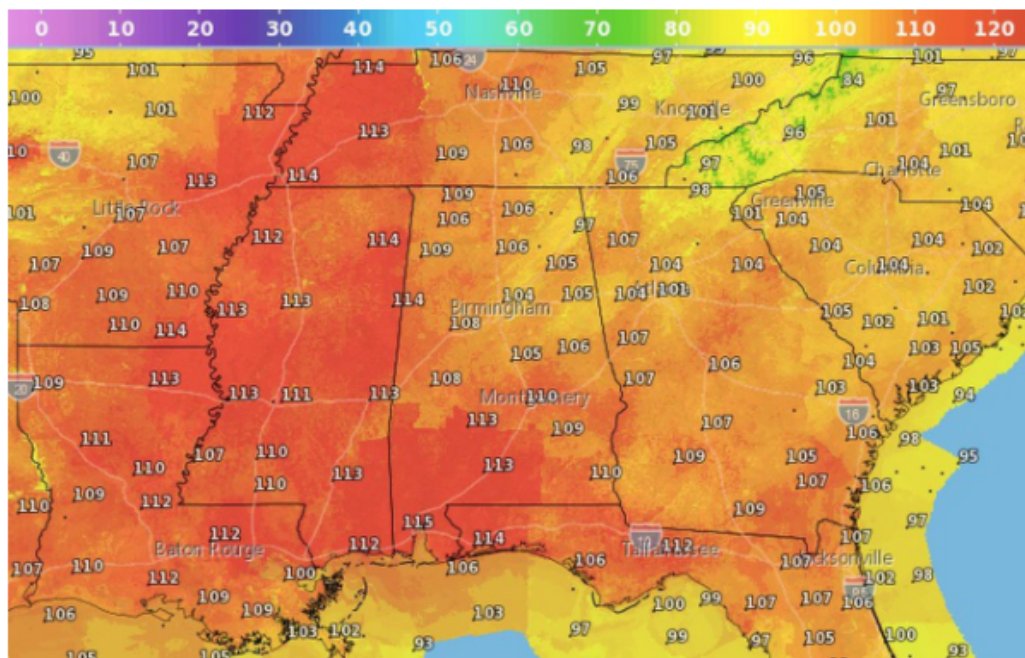 0 10 20 30 40 50 60 70 80 90 100 110 120
95 101 114 106 24 105 97 96 101
100 101 112 Nashville 110 99 Knoxville 100 84 97 Greensboro
40 113 106 98 105 101 96 101
10 107 109 75 97 104 101 Charlotte
113 114 106 98 105
101 Little Rock 107 109 106 97 101 Greenville 104 104
112 114 106 107 104 104
107 109 107 109 106 105 104 104 Columbia 104 102
108 109 110 113 113 114 Birmingham 104 105 104 101 102
110 114 108 107 105 102 101
105 106 106 104 103 105
20 109 113 113 111 113 108 Montgomery 110 107 103 16 103 94
111 113 109 107 106 98
110 107 110 113 113 110 109 105 95
110 109 112 110 107 106
112 115 109 97
Baton Rouge 112 114 10 Tallahassee 112 107
107 110 112 100 106 106 107 Jacksonville 102 98
106 109 109 103 102 103 97 100 99 107 107 95 106
93 99 97 105 100
105 105 93